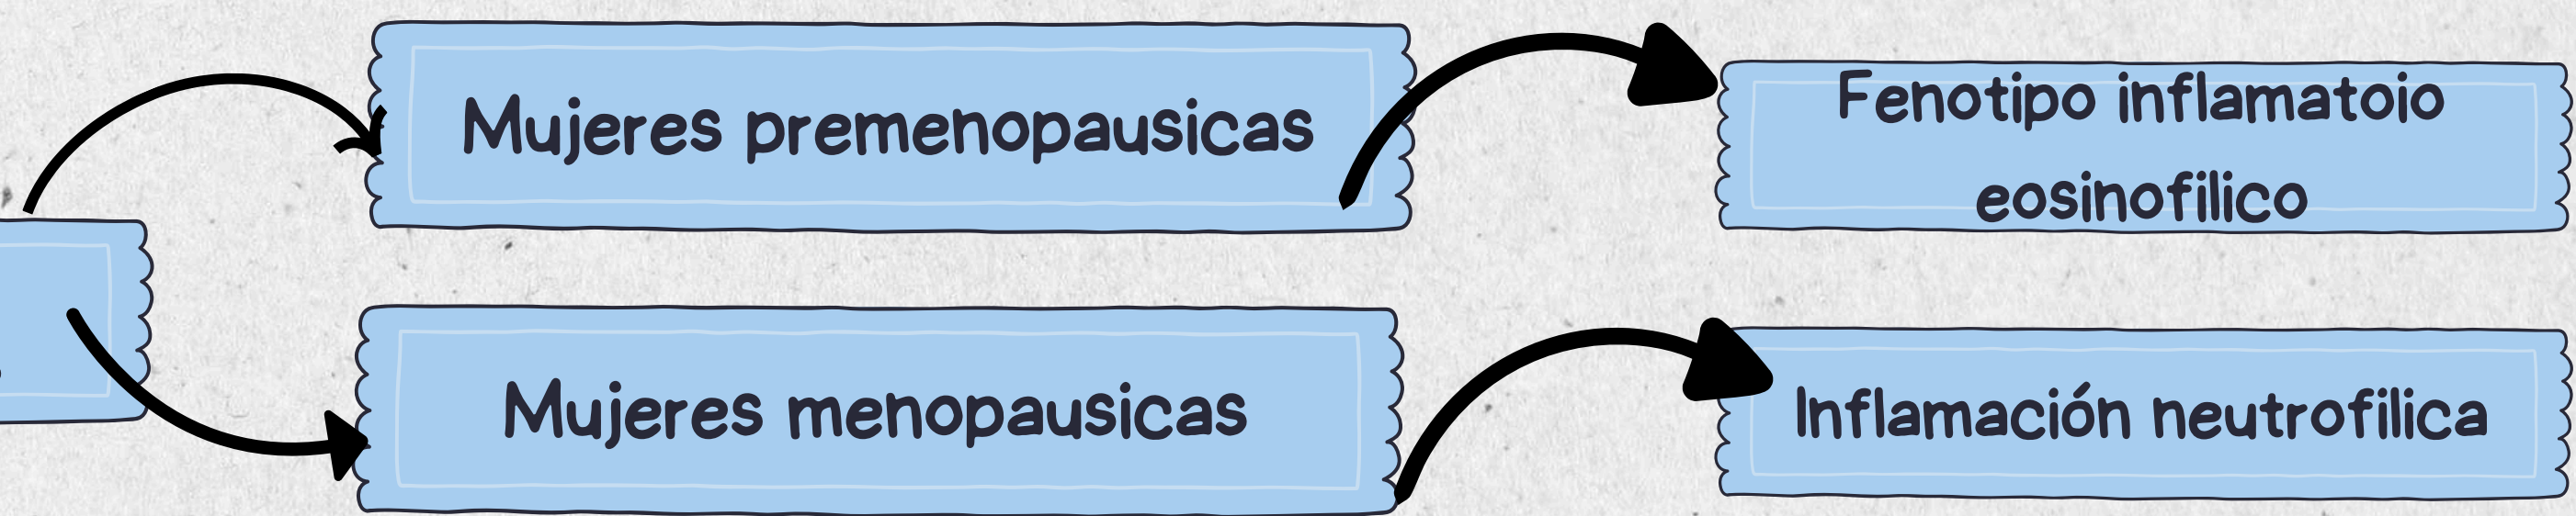 Mujeres premenopausicas
Fenotipo inflamatoio
eosinofilico
Mujeres menopausicas
Inflamación neutrofilica